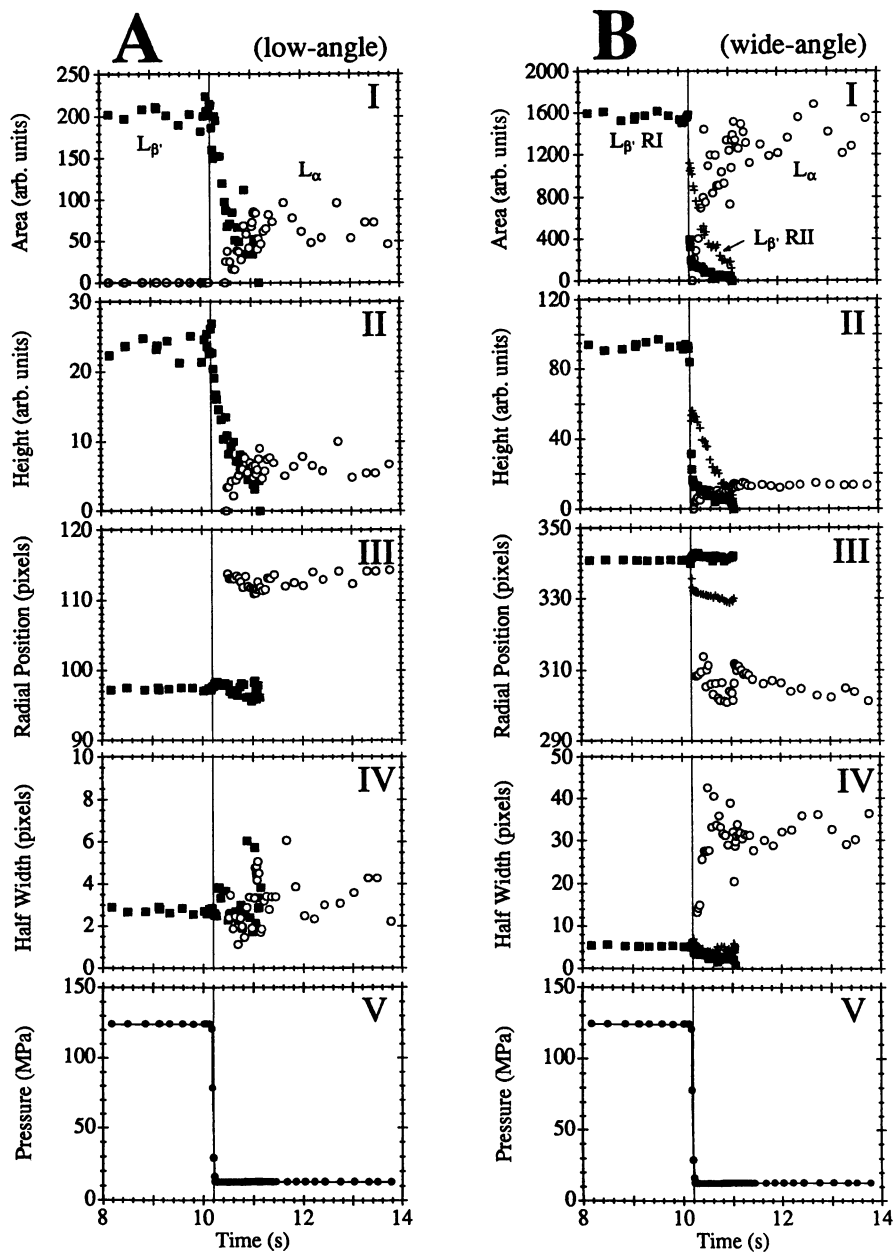 A (low-angle)
I
Area (arb. units)
250
200
150
100
50
0
Lβ'
Lα
II
Height (arb. units)
30
20
10
0
III
Radial Position (pixels)
120
110
100
90
IV
Half Width (pixels)
10
8
6
4
2
0
V
Pressure (MPa)
150
100
50
0
8 10 12 14
Time (s)
B (wide-angle)
I
Area (arb. units)
2000
1600
1200
800
400
0
Lβ' RI
Lα
Lβ' RII
II
Height (arb. units)
120
80
40
0
III
Radial Position (pixels)
350
330
310
290
IV
Half Width (pixels)
50
40
30
20
10
0
V
Pressure (MPa)
150
100
50
0
8 10 12 14
Time (s)